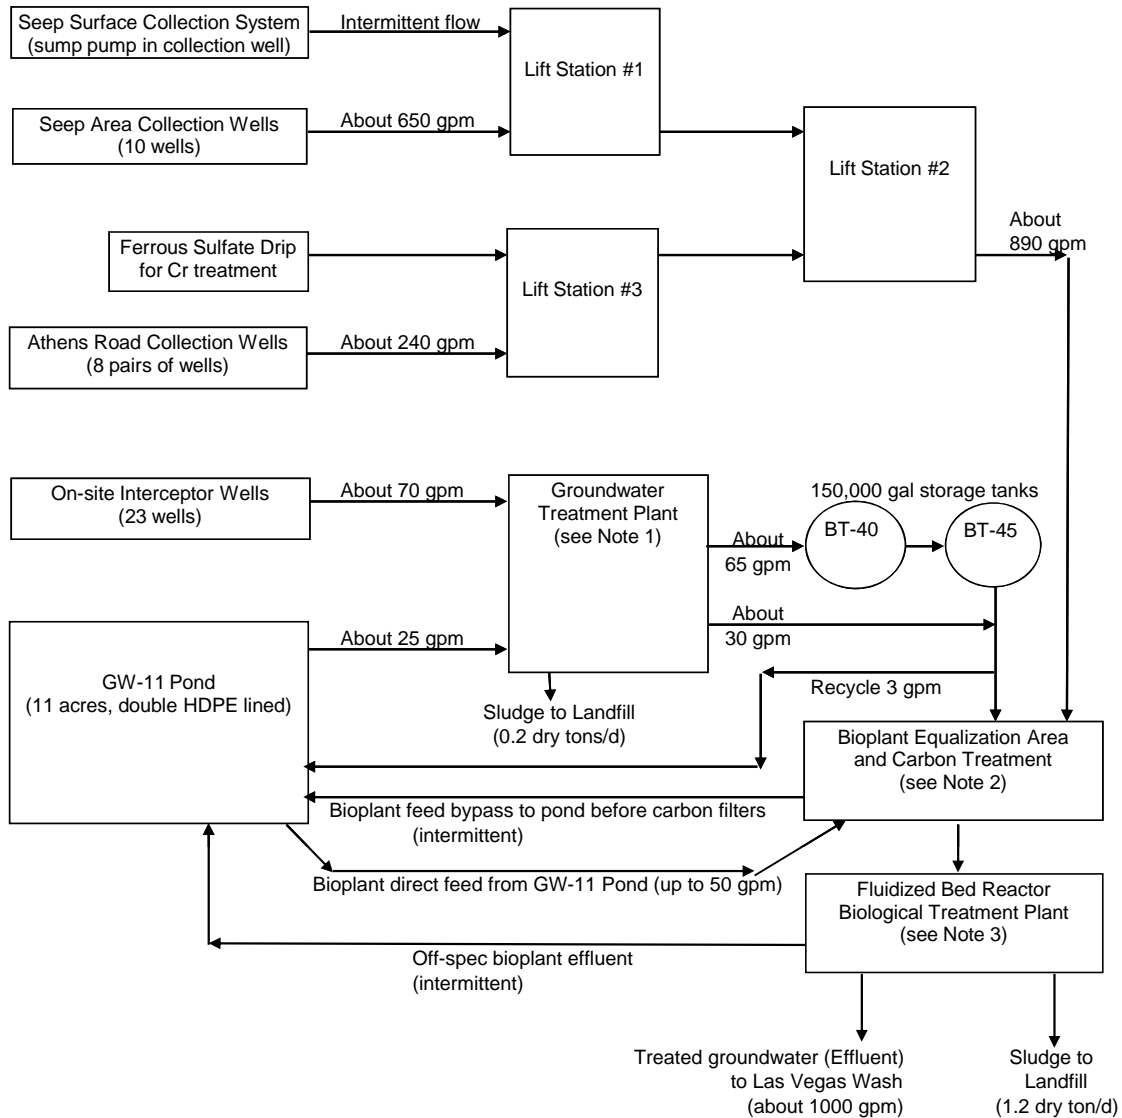 Seep Surface Collection System
(sump pump in collection well)
Intermittent flow
Lift Station #1
Seep Area Collection Wells
(10 wells)
About 650 gpm
Lift Station #2
About
890 gpm
Ferrous Sulfate Drip
for Cr treatment
Lift Station #3
Athens Road Collection Wells
(8 pairs of wells)
About 240 gpm
On-site Interceptor Wells
(23 wells)
About 70 gpm
Groundwater
Treatment Plant
(see Note 1)
150,000 gal storage tanks
BT-40
BT-45
About
65 gpm
About
30 gpm
GW-11 Pond
(11 acres, double HDPE lined)
About 25 gpm
Recycle 3 gpm
Sludge to Landfill
(0.2 dry tons/d)
Bioplant Equalization Area
and Carbon Treatment
(see Note 2)
Bioplant feed bypass to pond before carbon filters
(intermittent)
Bioplant direct feed from GW-11 Pond (up to 50 gpm)
Fluidized Bed Reactor
Biological Treatment Plant
(see Note 3)
Off-spec bioplant effluent
(intermittent)
Treated groundwater (Effluent)
to Las Vegas Wash
(about 1000 gpm)
Sludge to
Landfill
(1.2 dry ton/d)